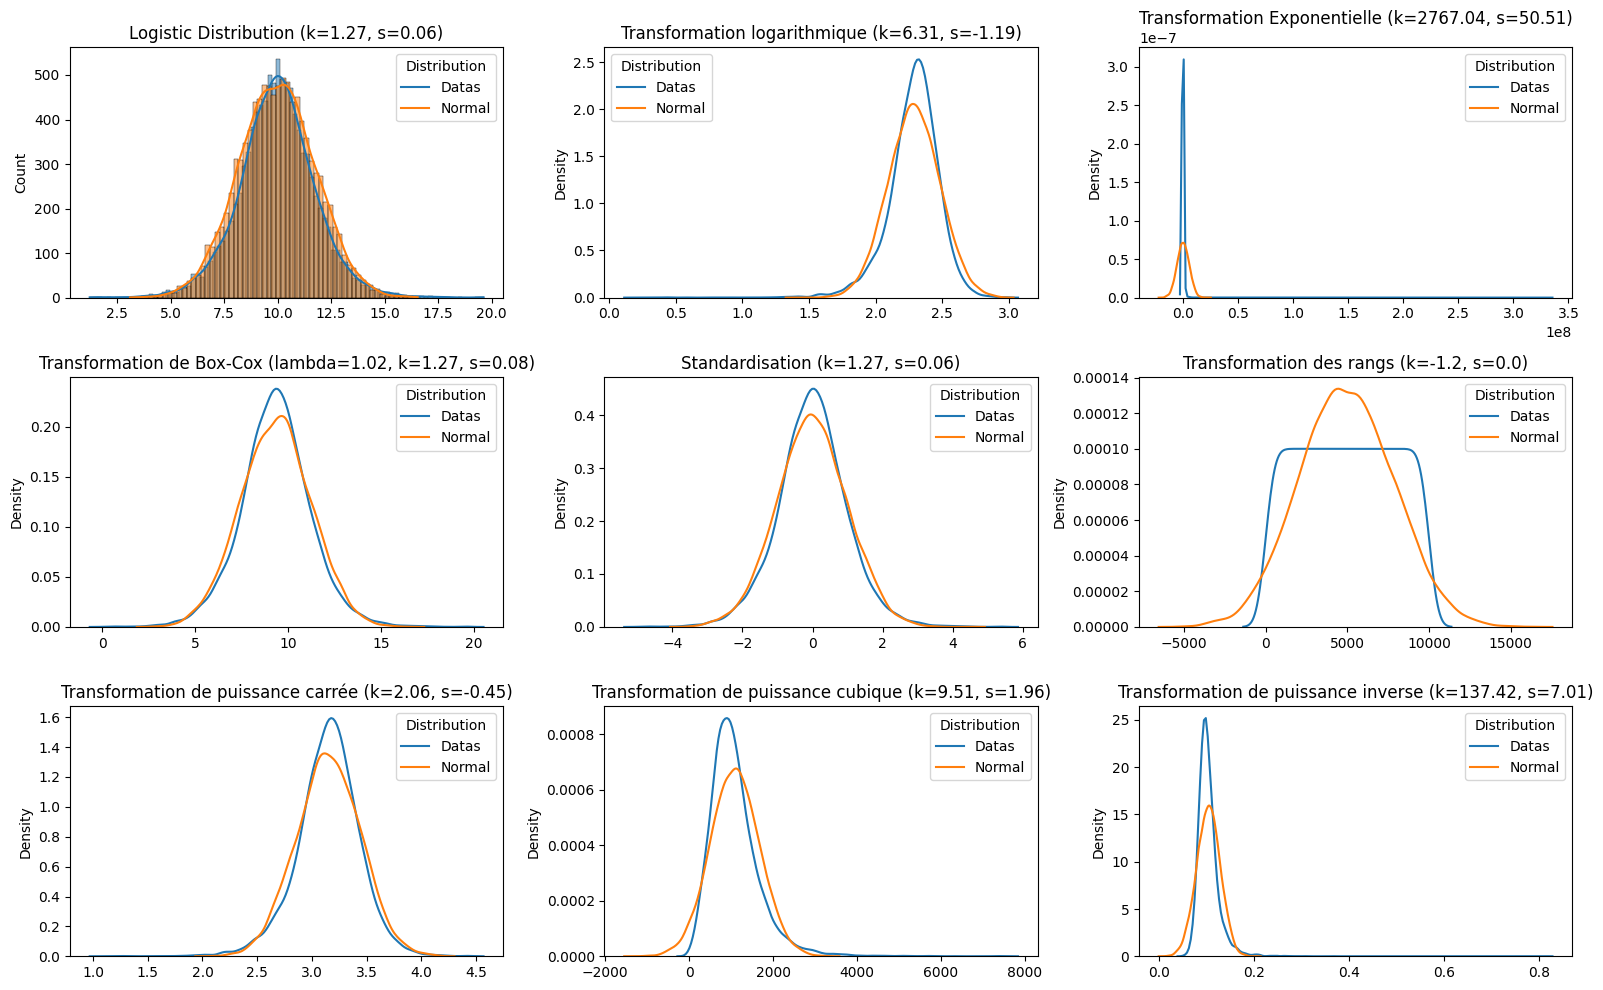 Logistic Distribution (k=1.27, s=0.06)
Count
500
400
300
200
100
0
2.5 5.0 7.5 10.0 12.5 15.0 17.5 20.0
Distribution
Datas
Normal
Transformation logarithmique (k=6.31, s=-1.19)
Density
2.5
2.0
1.5
1.0
0.5
0.0
0.0 0.5 1.0 1.5 2.0 2.5 3.0
Distribution
Datas
Normal
Transformation Exponentielle (k=2767.04, s=50.51)
1e−7
Density
3.0
2.5
2.0
1.5
1.0
0.5
0.0
0.0 0.5 1.0 1.5 2.0 2.5 3.0 3.5
1e8
Distribution
Datas
Normal
Transformation de Box-Cox (lambda=1.02, k=1.27, s=0.08)
Density
0.20
0.15
0.10
0.05
0.00
0 5 10 15 20
Distribution
Datas
Normal
Standardisation (k=1.27, s=0.06)
Density
0.4
0.3
0.2
0.1
0.0
−4 −2 0 2 4 6
Distribution
Datas
Normal
Transformation des rangs (k=-1.2, s=0.0)
Density
0.00014
0.00012
0.00010
0.00008
0.00006
0.00004
0.00002
0.00000
−5000 0 5000 10000 15000
Distribution
Datas
Normal
Transformation de puissance carrée (k=2.06, s=-0.45)
Density
1.6
1.4
1.2
1.0
0.8
0.6
0.4
0.2
0.0
1.0 1.5 2.0 2.5 3.0 3.5 4.0 4.5
Distribution
Datas
Normal
Transformation de puissance cubique (k=9.51, s=1.96)
Density
0.0008
0.0006
0.0004
0.0002
0.0000
−2000 0 2000 4000 6000 8000
Distribution
Datas
Normal
Transformation de puissance inverse (k=137.42, s=7.01)
Density
25
20
15
10
5
0
0.0 0.2 0.4 0.6 0.8
Distribution
Datas
Normal